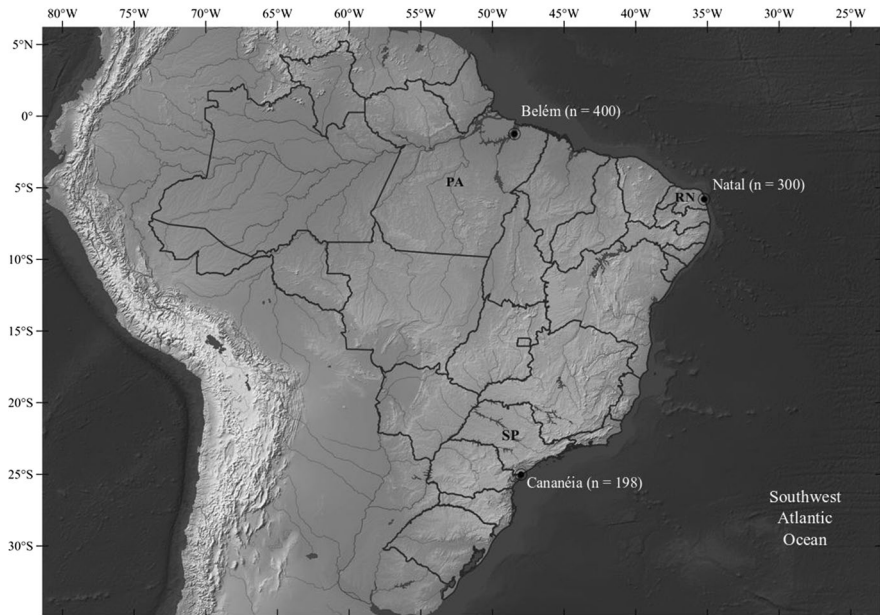 80°W 75°W 70°W 65°W 60°W 55°W 50°W 45°W 40°W 35°W 30°W 25°W
5°N
0°
5°S
10°S
15°S
20°S
25°S
30°S
Belém (n = 400)
PA
RN
Natal (n = 300)
SP
Cananéia (n = 198)
Southwest
Atlantic
Ocean